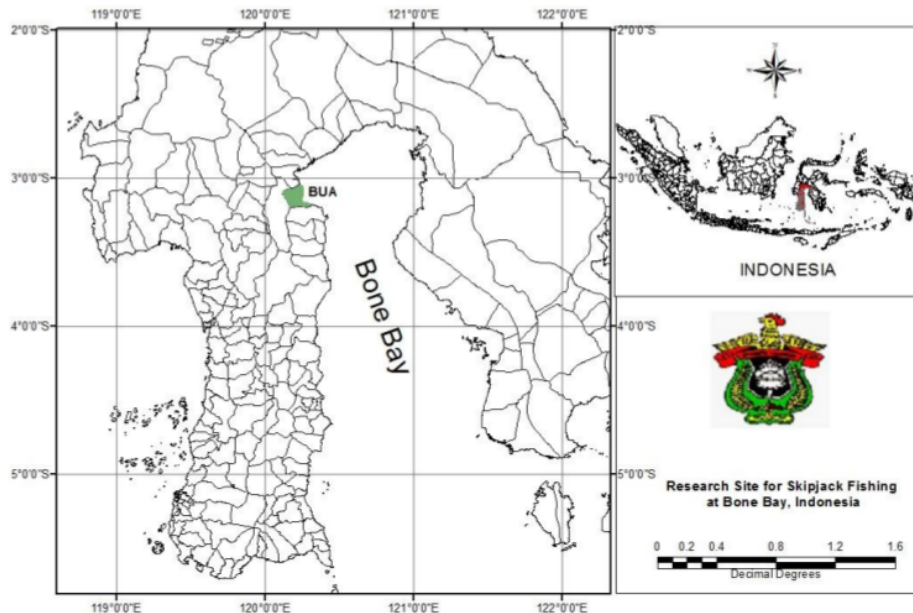 119°0'0"E 120°0'0"E 121°0'0"E 122°0'0"E
2°0'0"S 2°0'0"S
3°0'0"S 3°0'0"S
BUA
Bone Bay
INDONESIA
4°0'0"S 4°0'0"S
5°0'0"S 5°0'0"S
Research Site for Skipjack Fishing
at Bone Bay, Indonesia
0 0.2 0.4 0.8 1.2 1.6
Decimal Degrees
119°0'0"E 120°0'0"E 121°0'0"E 122°0'0"E